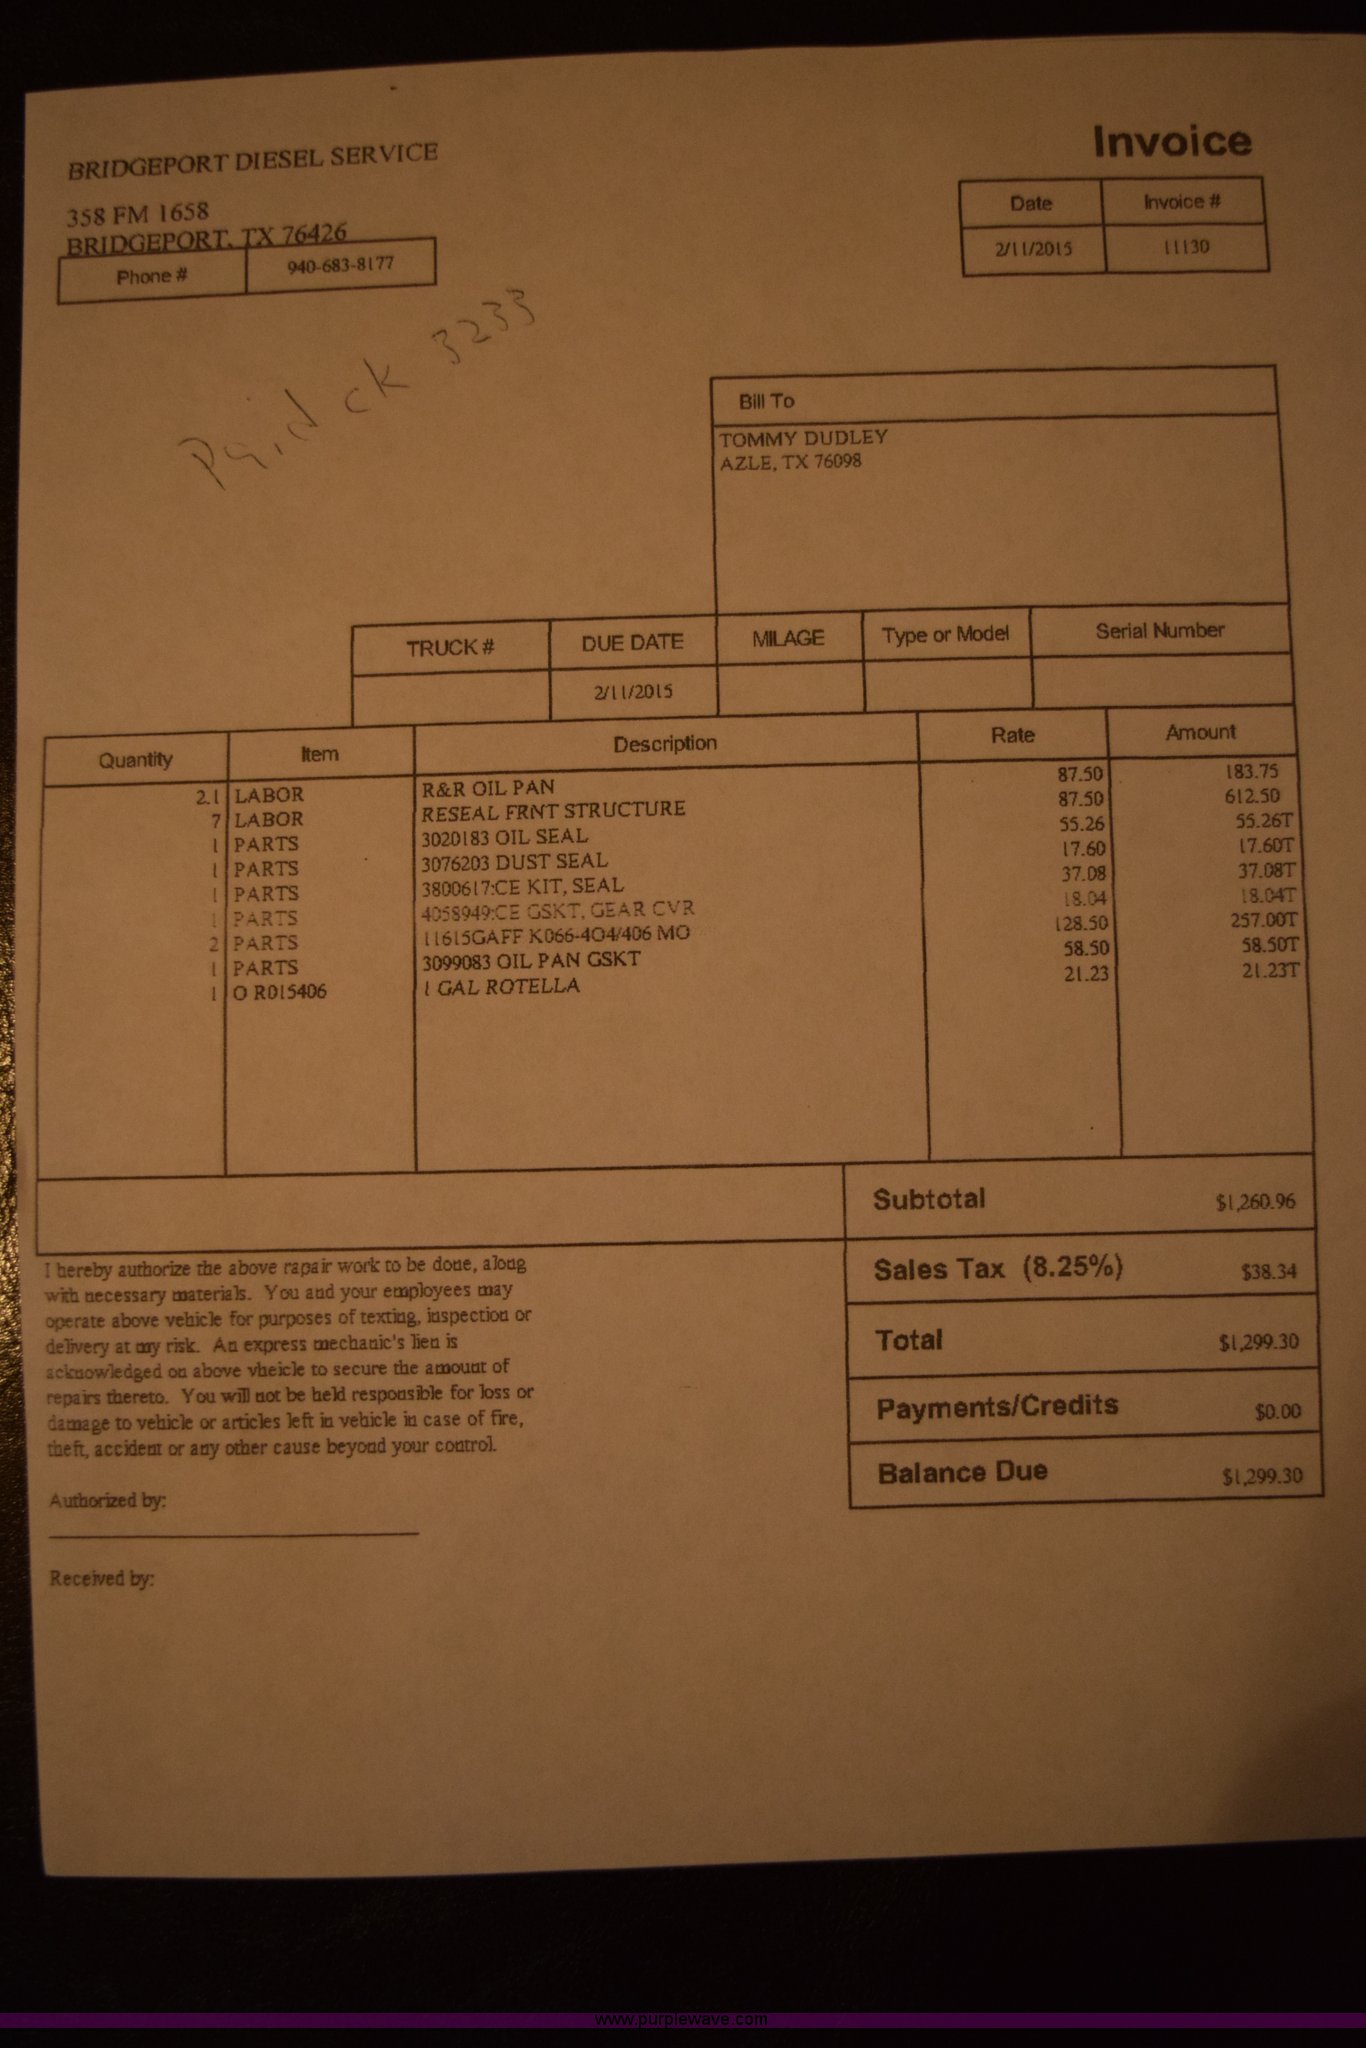 Invoice
BRIDGEPORT DIESEL SERVICE
358 FM 1658
BRIDGEPORT, TX 76426
Phone # 940-683-8177
Date Invoice #
2/11/2015 11130
Paid ck 3233
Bill To
TOMMY DUDLEY
AZLE, TX 76098
TRUCK # DUE DATE MILAGE Type or Model Serial Number
2/11/2015
Quantity Item Description Rate Amount
2.1 LABOR R&R OIL PAN 87.50 183.75
7 LABOR RESEAL FRNT STRUCTURE 87.50 612.50
1 PARTS 3020183 OIL SEAL 55.26 55.26T
1 PARTS 3076203 DUST SEAL 17.60 17.60T
1 PARTS 3800617:CE KIT, SEAL 37.08 37.08T
1 PARTS 4058949:CE GSKT, GEAR CVR 18.04 18.04T
2 PARTS 11615GAFF K066-4O4/406 MO 128.50 257.00T
1 PARTS 3099083 OIL PAN GSKT 58.50 58.50T
1 O R015406 1 GAL ROTELLA 21.23 21.23T
Subtotal $1,260.96
Sales Tax (8.25%) $38.34
Total $1,299.30
Payments/Credits $0.00
Balance Due $1,299.30
I hereby authorize the above rapair work to be done, along
with necessary materials. You and your employees may
operate above vehicle for purposes of texting, inspection or
delivery at my risk. An express mechanic's lien is
acknowledged on above vheicle to secure the amount of
repairs thereto. You will not be held responsible for loss or
damage to vehicle or articles left in vehicle in case of fire,
theft, accident or any other cause beyond your control.
Authorized by:
Received by:
www.purplewave.com